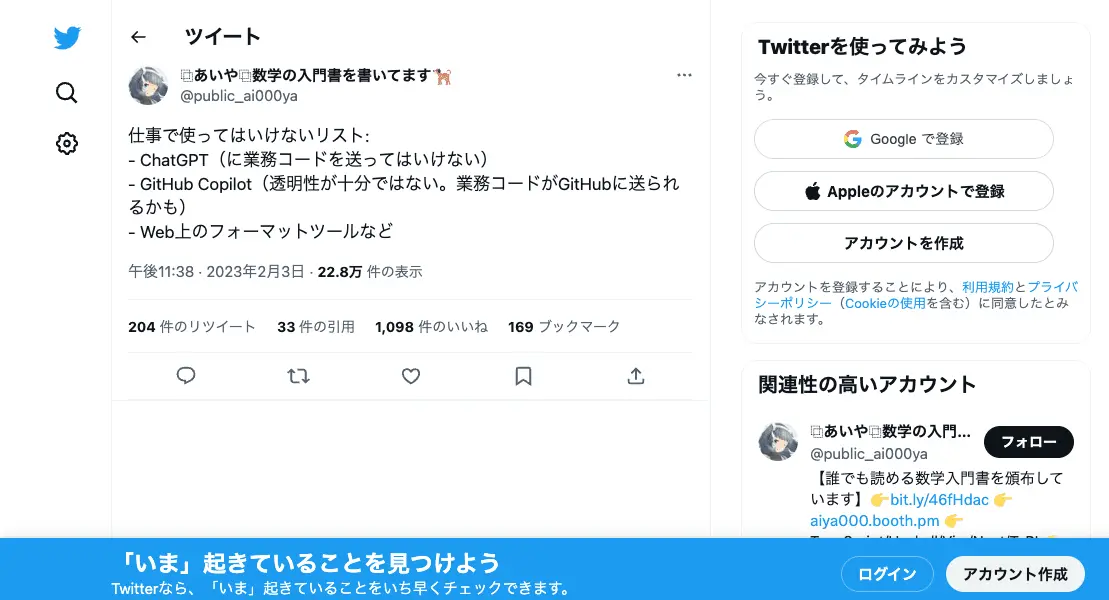 ツイート
あいや数学の入門書を書いてます🐕
@public_ai000ya
仕事で使ってはいけないリスト:
- ChatGPT（に業務コードを送ってはいけない）
- GitHub Copilot（透明性が十分ではない。業務コードがGitHubに送られ
るかも）
- Web上のフォーマットツールなど
午後11:38 · 2023年2月3日 · 22.8万 件の表示
204 件のリツイート 33 件の引用 1,098 件のいいね 169 ブックマーク
Twitterを使ってみよう
今すぐ登録して、タイムラインをカスタマイズしましょ
う。
Google で登録
Appleのアカウントで登録
アカウントを作成
アカウントを登録することにより、利用規約とプライバ
シーポリシー（Cookieの使用を含む）に同意したとみ
なされます。
関連性の高いアカウント
あいや数学の入門...
フォロー
@public_ai000ya
【誰でも読める数学入門書を頒布して
います】👉bit.ly/46fHdac 👉
aiya000.booth.pm 👉
「いま」起きていることを見つけよう
Twitterなら、「いま」起きていることをいち早くチェックできます。
ログイン
アカウント作成